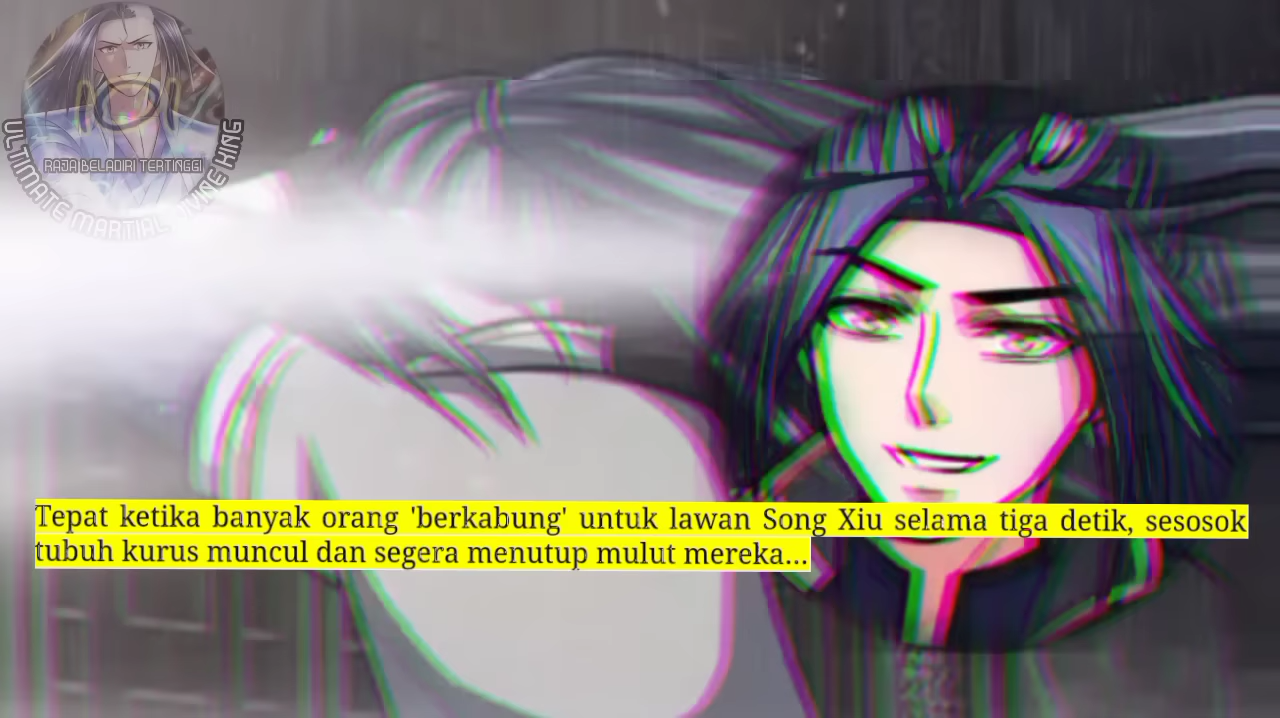 RAJA BELADIRI TERTINGGI
ULTIMATE MARTIAL VINE KING
Tepat ketika banyak orang 'berkabung' untuk lawan Song Xiu selama tiga detik, sesosok
tubuh kurus muncul dan segera menutup mulut mereka...